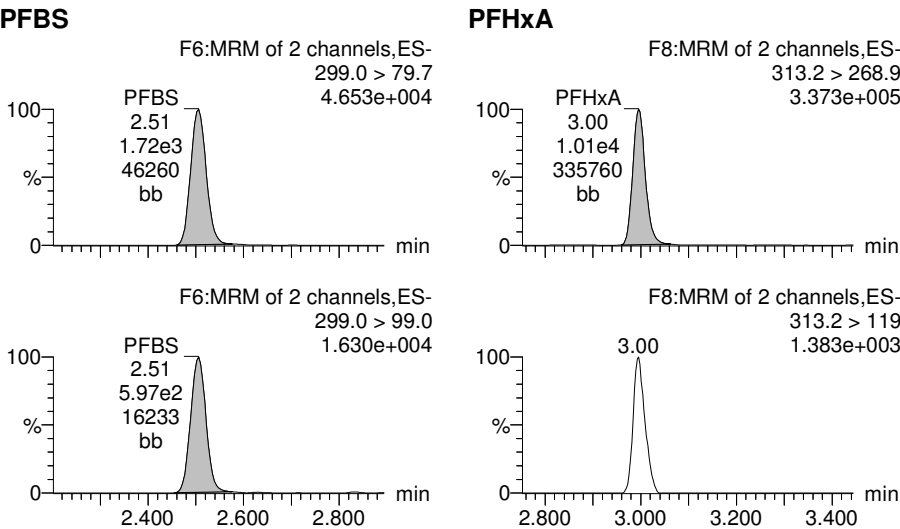 PFBS
F6:MRM of 2 channels,ES-
299.0 > 79.7
4.653e+004
100
%
0
PFBS
2.51
1.72e3
46260
bb
min
F6:MRM of 2 channels,ES-
299.0 > 99.0
1.630e+004
100
%
0
PFBS
2.51
5.97e2
16233
bb
min
2.400 2.600 2.800
PFHxA
F8:MRM of 2 channels,ES-
313.2 > 268.9
3.373e+005
100
%
0
PFHxA
3.00
1.01e4
335760
bb
min
F8:MRM of 2 channels,ES-
313.2 > 119
1.383e+003
100
%
0
3.00
min
2.800 3.000 3.200 3.400